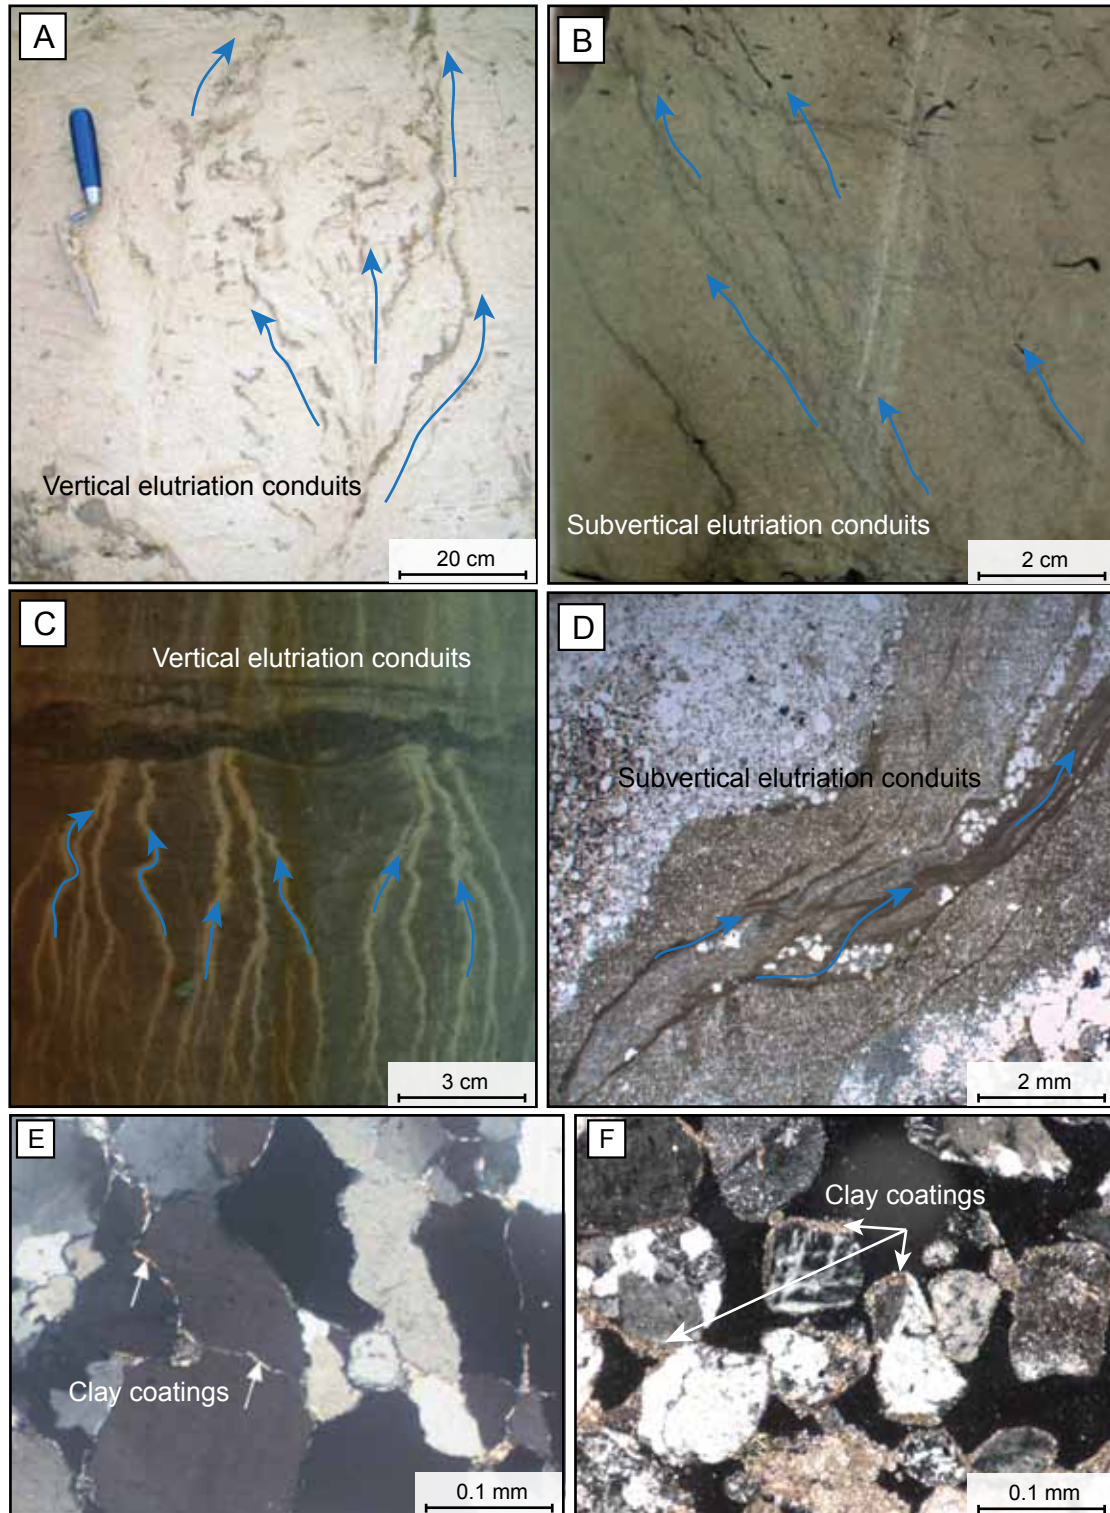 A
Vertical elutriation conduits
20 cm
B
Subvertical elutriation conduits
2 cm
C
Vertical elutriation conduits
3 cm
D
Subvertical elutriation conduits
2 mm
E
Clay coatings
0.1 mm
F
Clay coatings
0.1 mm